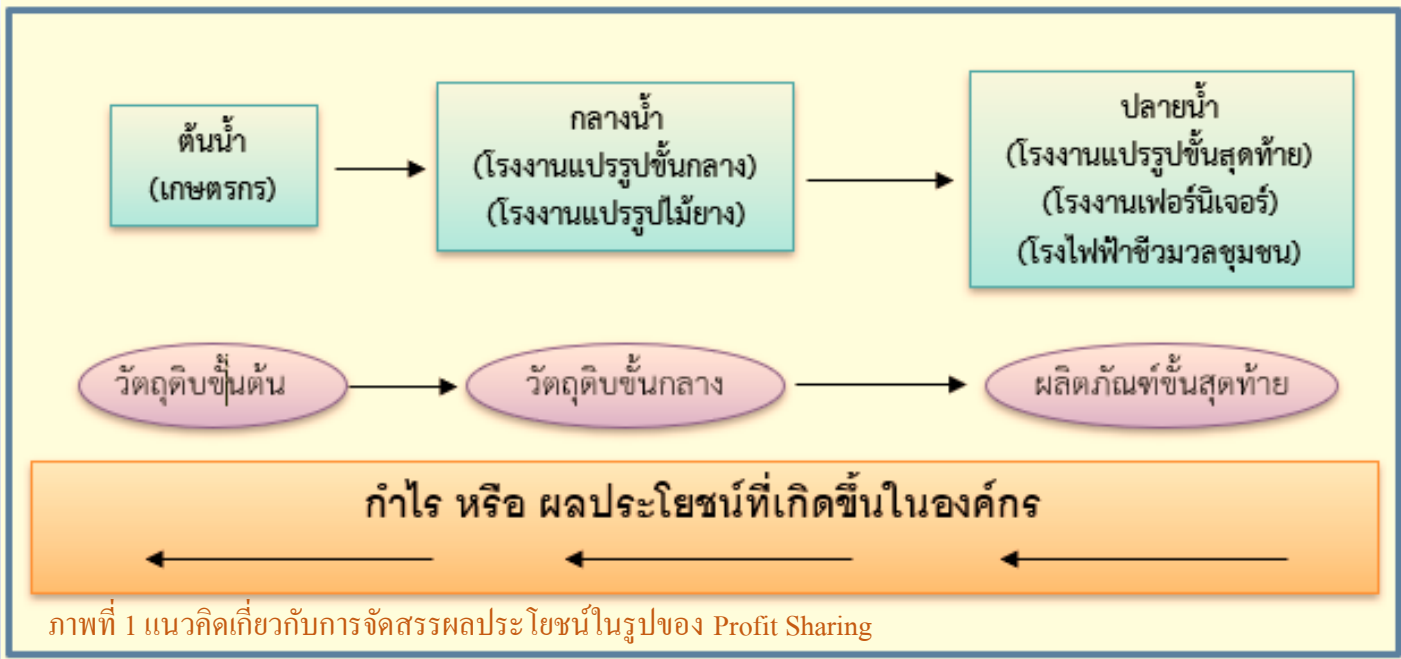 ต้นน้ำ
(เกษตรกร)
กลางน้ำ
(โรงงานแปรรูปขั้นกลาง)
(โรงงานแปรรูปไม้ยาง)
ปลายน้ำ
(โรงงานแปรรูปขั้นสุดท้าย)
(โรงงานเฟอร์นิเจอร์)
(โรงไฟฟ้าชีวมวลชุมชน)
วัตถุดิบขั้นต้น
วัตถุดิบขั้นกลาง
ผลิตภัณฑ์ขั้นสุดท้าย
กำไร หรือ ผลประโยชน์ที่เกิดขึ้นในองค์กร
ภาพที่ 1 แนวคิดเกี่ยวกับการจัดสรรผลประโยชน์ในรูปของ Profit Sharing